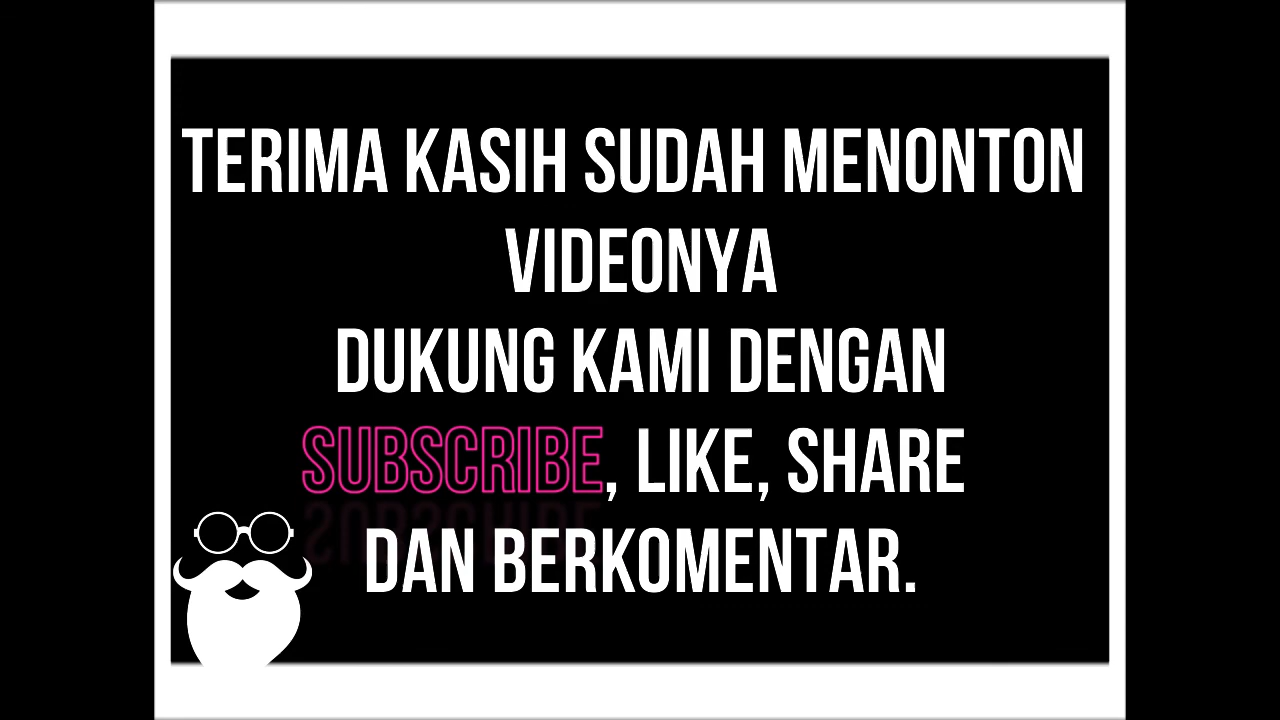 TERIMA KASIH SUDAH MENONTON
VIDEONYA
DUKUNG KAMI DENGAN
SUBSCRIBE, LIKE, SHARE
DAN BERKOMENTAR.